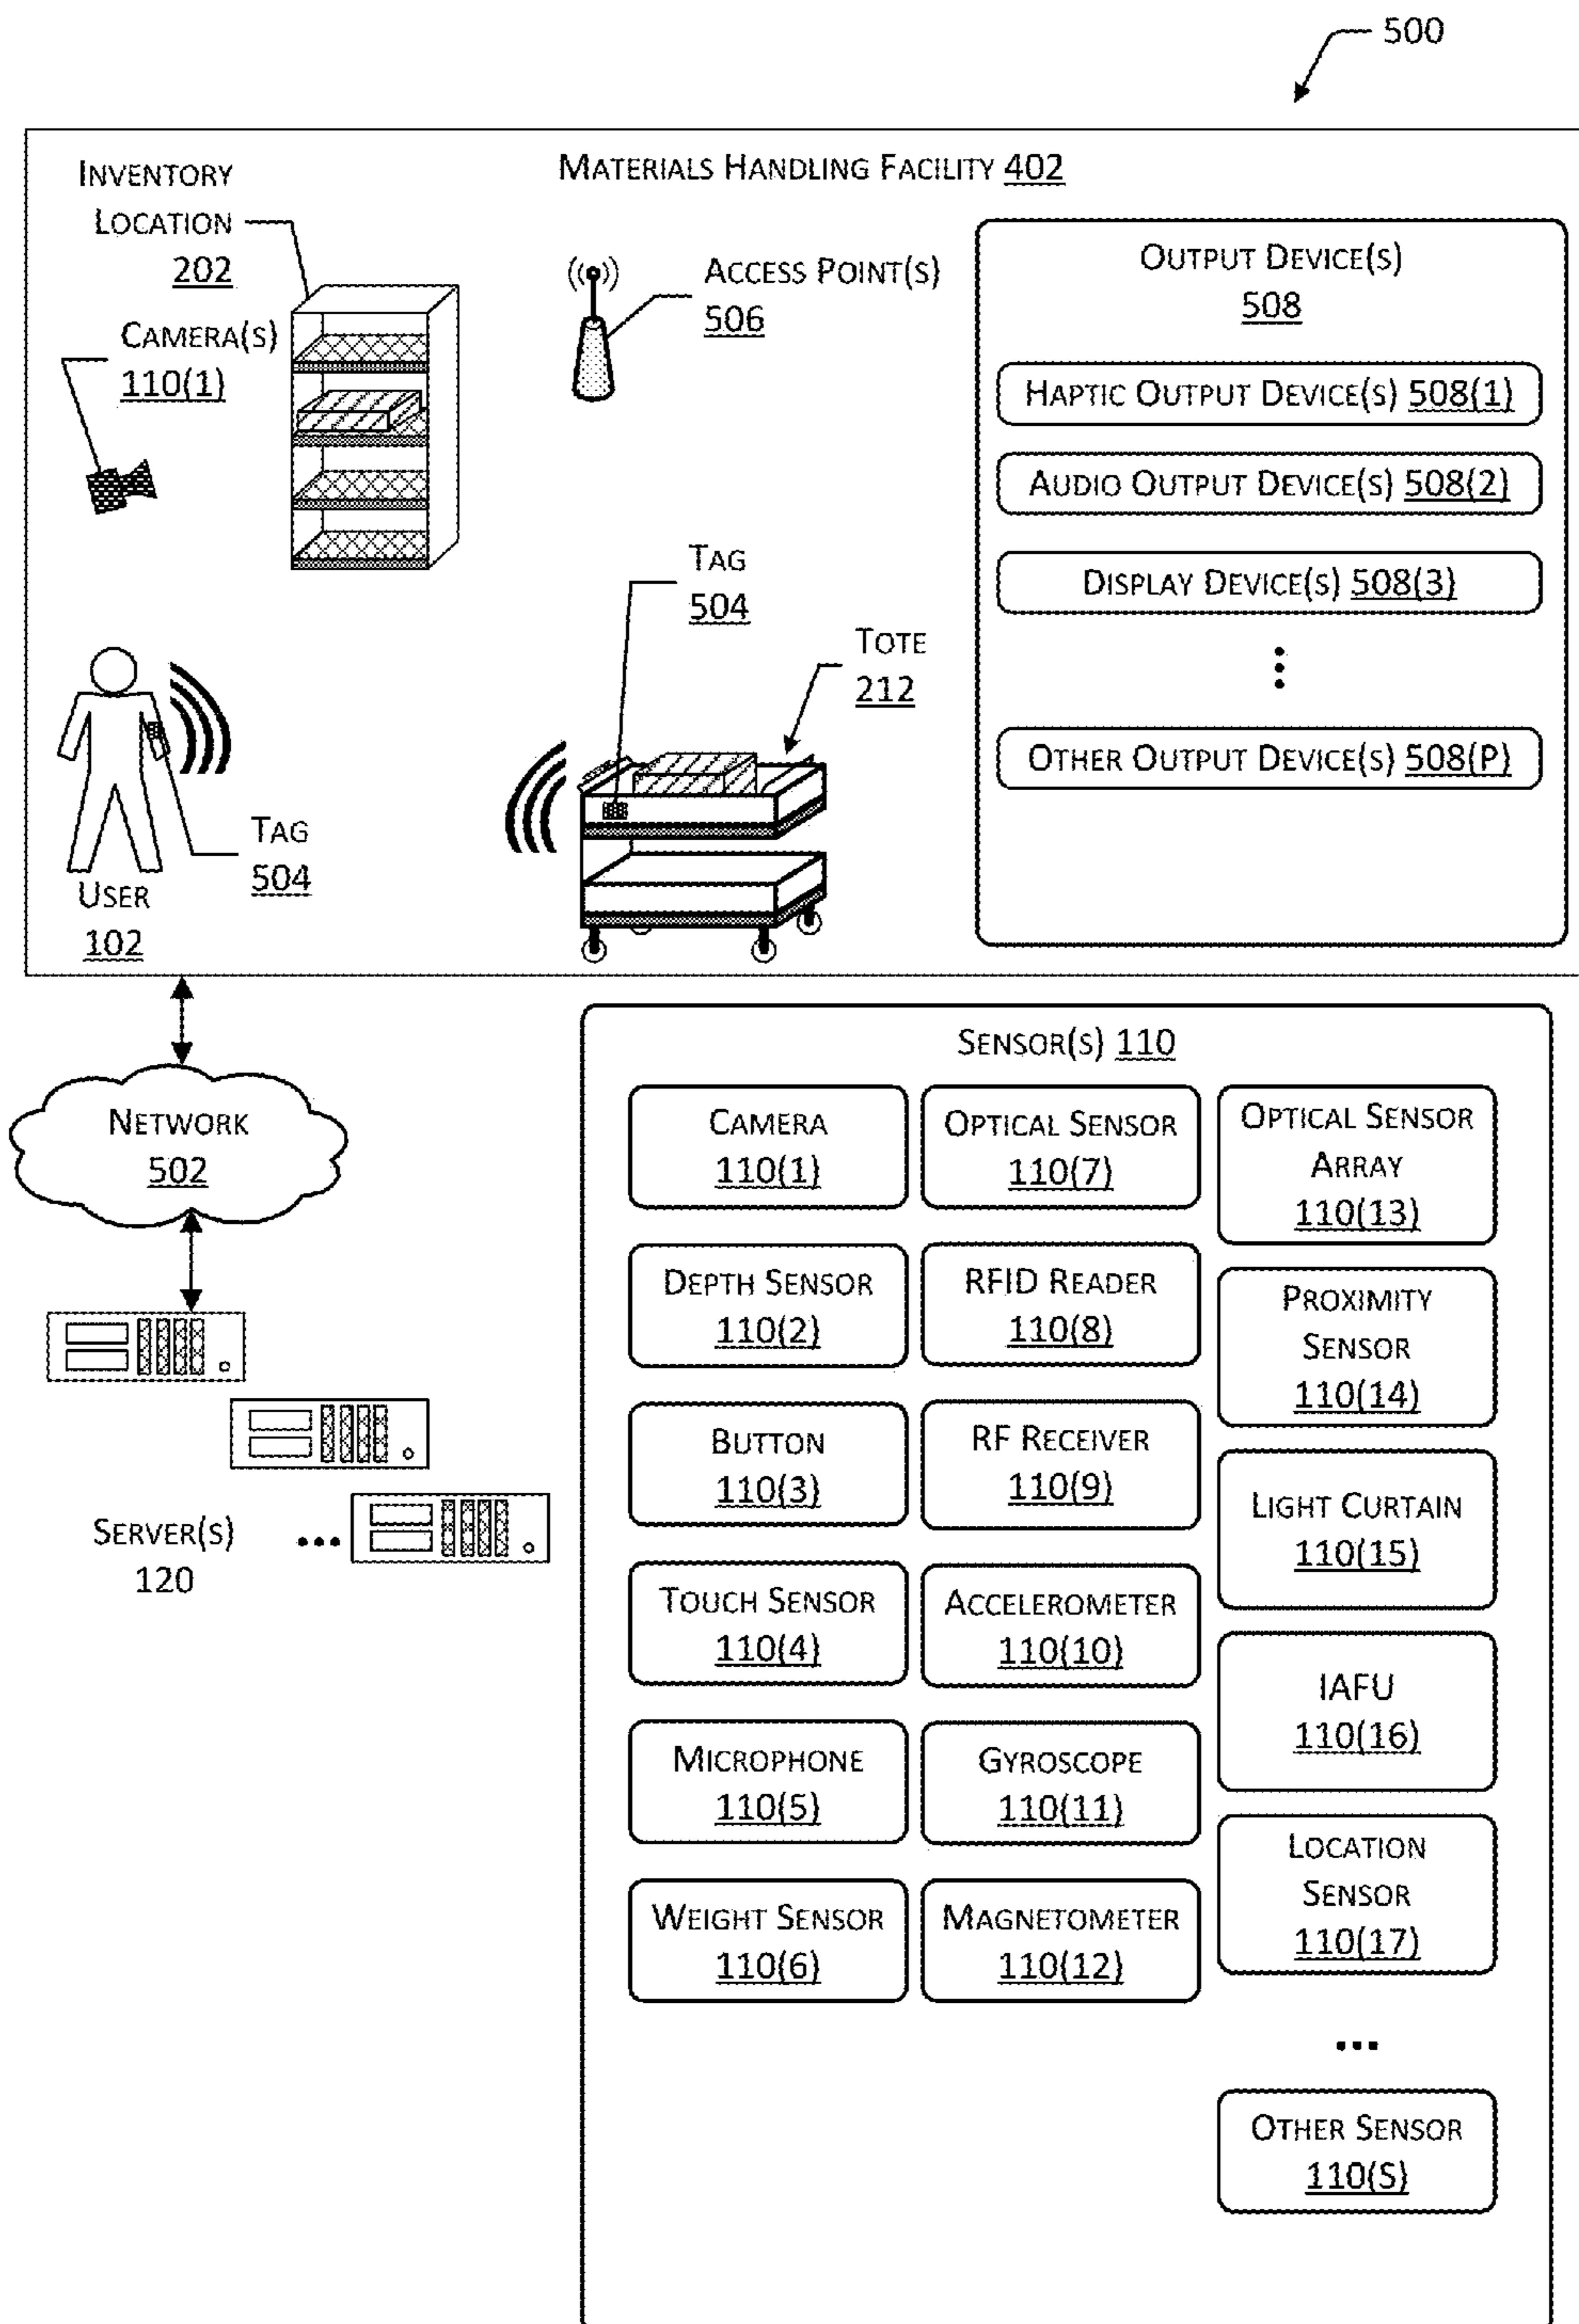 500
MATERIALS HANDLING FACILITY 402
INVENTORY
LOCATION
202
CAMERA(S)
110(1)
ACCESS POINT(S)
506
TAG
504
TOTE
212
TAG
504
USER
102
OUTPUT DEVICE(S)
508
HAPTIC OUTPUT DEVICE(S) 508(1)
AUDIO OUTPUT DEVICE(S) 508(2)
DISPLAY DEVICE(S) 508(3)
OTHER OUTPUT DEVICE(S) 508(P)
NETWORK
502
SERVER(S)
120
SENSOR(S) 110
CAMERA
110(1)
DEPTH SENSOR
110(2)
BUTTON
110(3)
TOUCH SENSOR
110(4)
MICROPHONE
110(5)
WEIGHT SENSOR
110(6)
OPTICAL SENSOR
110(7)
RFID READER
110(8)
RF RECEIVER
110(9)
ACCELEROMETER
110(10)
GYROSCOPE
110(11)
MAGNETOMETER
110(12)
OPTICAL SENSOR
ARRAY
110(13)
PROXIMITY
SENSOR
110(14)
LIGHT CURTAIN
110(15)
IAFU
110(16)
LOCATION
SENSOR
110(17)
...
OTHER SENSOR
110(S)